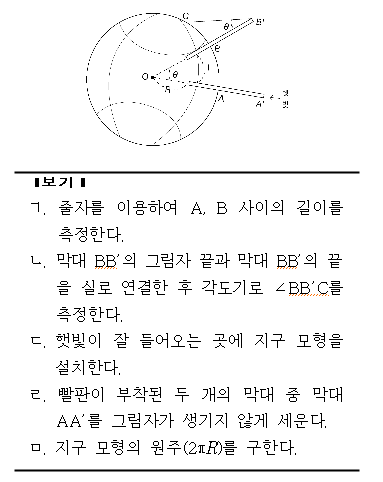 C
B'
θ'
B
O
θ
R
A
A'
햇
빛
보기
ㄱ. 줄자를 이용하여 A, B 사이의 길이를
측정한다.
ㄴ. 막대 BB'의 그림자 끝과 막대 BB'의 끝
을 실로 연결한 후 각도기로 ∠BB'C를
측정한다.
ㄷ. 햇빛이 잘 들어오는 곳에 지구 모형을
설치한다.
ㄹ. 빨판이 부착된 두 개의 막대 중 막대
AA'를 그림자가 생기지 않게 세운다.
ㅁ. 지구 모형의 원주(2πR)를 구한다.